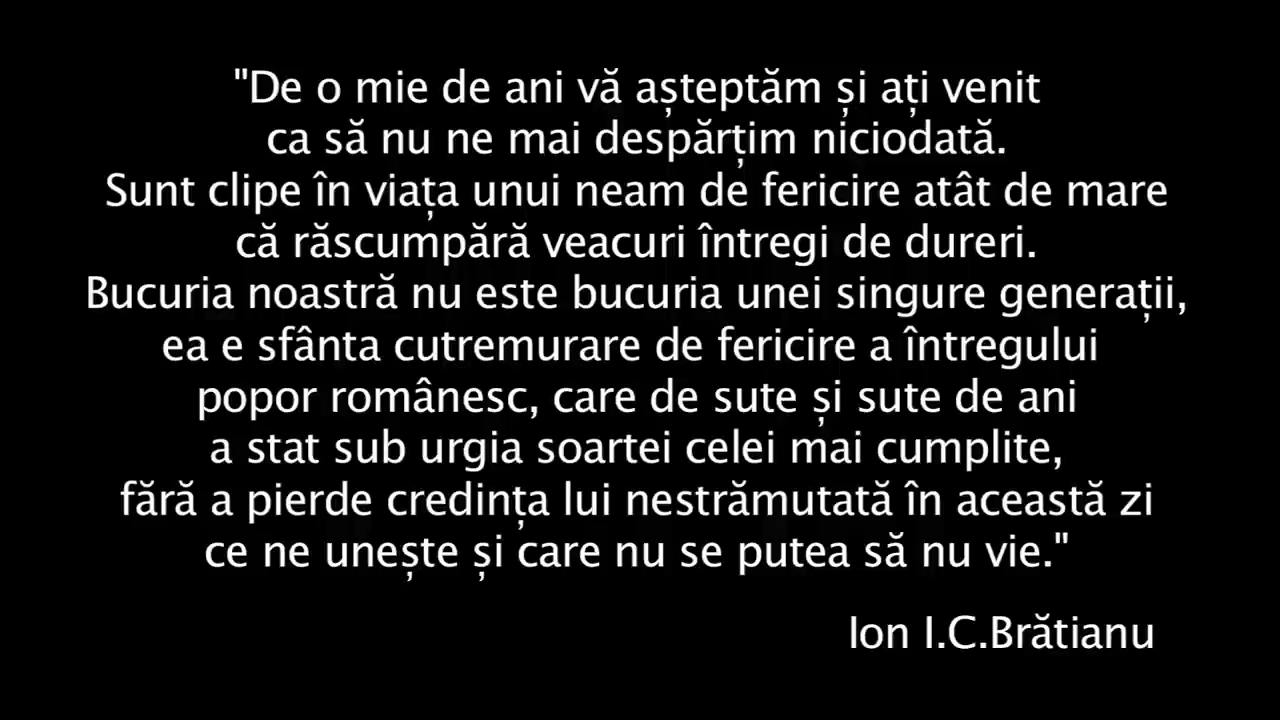 "De o mie de ani vă așteptăm și ați venit
ca să nu ne mai despărțim niciodată.
Sunt clipe în viața unui neam de fericire atât de mare
că răscumpără veacuri întregi de dureri.
Bucuria noastră nu este bucuria unei singure generații,
ea e sfânta cutremurare de fericire a întregului
popor românesc, care de sute și sute de ani
a stat sub urgia soartei celei mai cumplite,
fără a pierde credința lui nestrămutată în această zi
ce ne unește și care nu se putea să nu vie."
Ion I.C.Brătianu